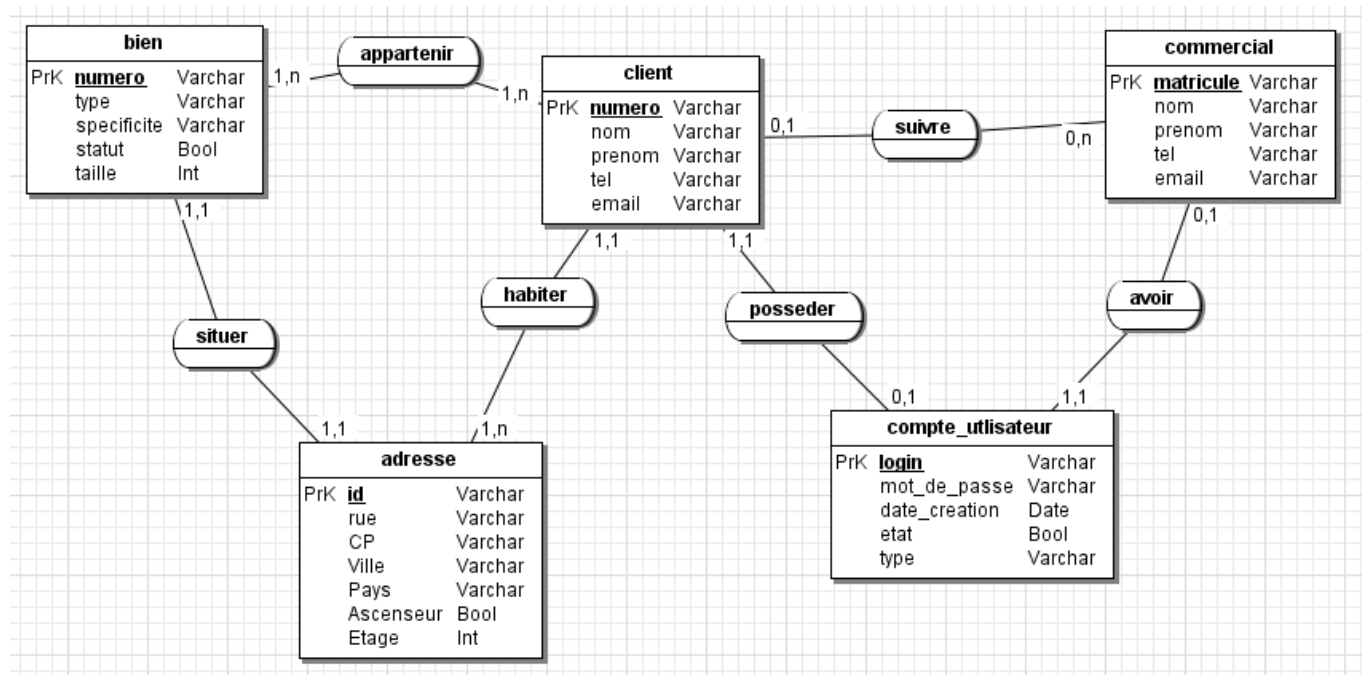 bien
PrK numero Varchar
type Varchar
specificite Varchar
statut Bool
taille Int
1,n
appartenir
1,n
client
PrK numero Varchar
nom Varchar
prenom Varchar
tel Varchar
email Varchar
0,1
suivre
0,n
commercial
PrK matricule Varchar
nom Varchar
prenom Varchar
tel Varchar
email Varchar
1,1
situer
1,1
1,1
habiter
1,n
1,1
posseder
0,1
0,1
avoir
1,1
adresse
PrK id Varchar
rue Varchar
CP Varchar
Ville Varchar
Pays Varchar
Ascenseur Bool
Etage Int
compte_utlisateur
PrK login Varchar
mot_de_passe Varchar
date_creation Date
etat Bool
type Varchar